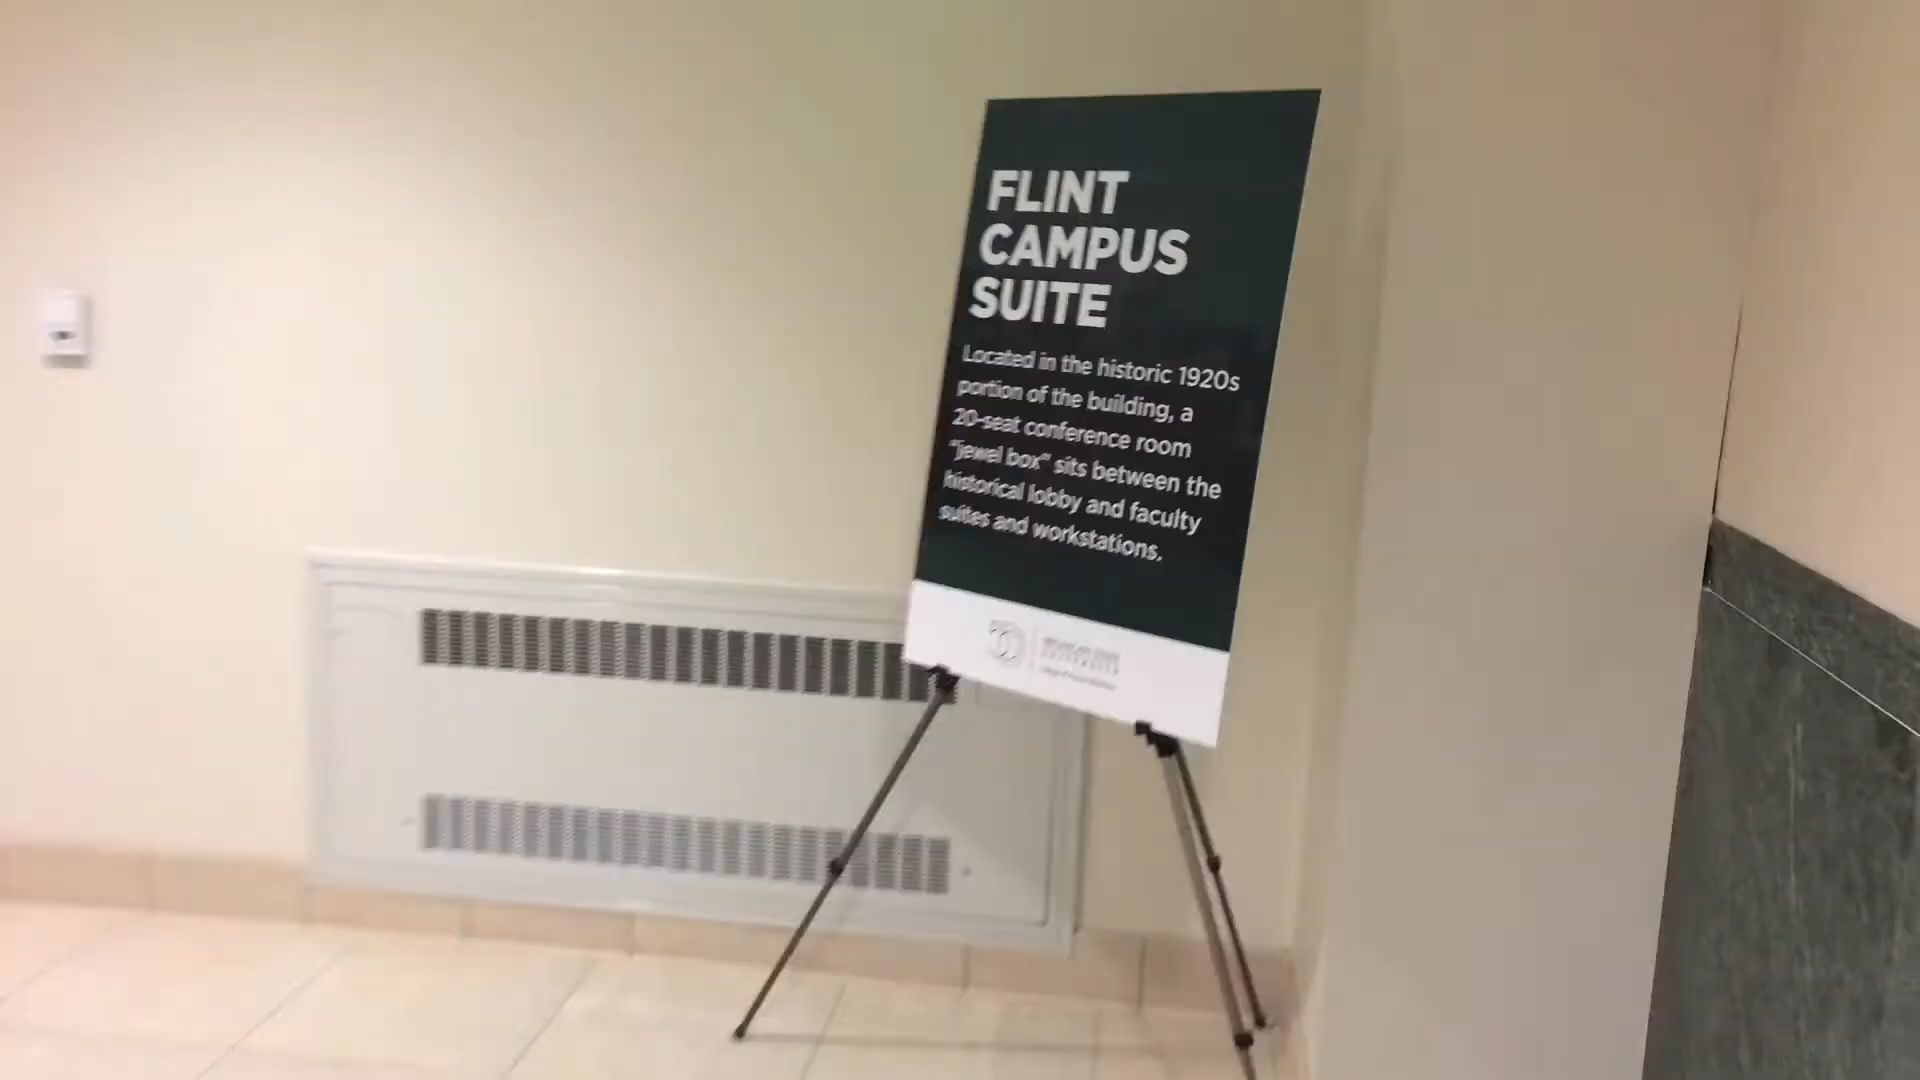 FLINT
CAMPUS
SUITE
Located in the historic 1920s
portion of the building, a
20-seat conference room
"jewel box" sits between the
historical lobby and faculty
suites and workstations.